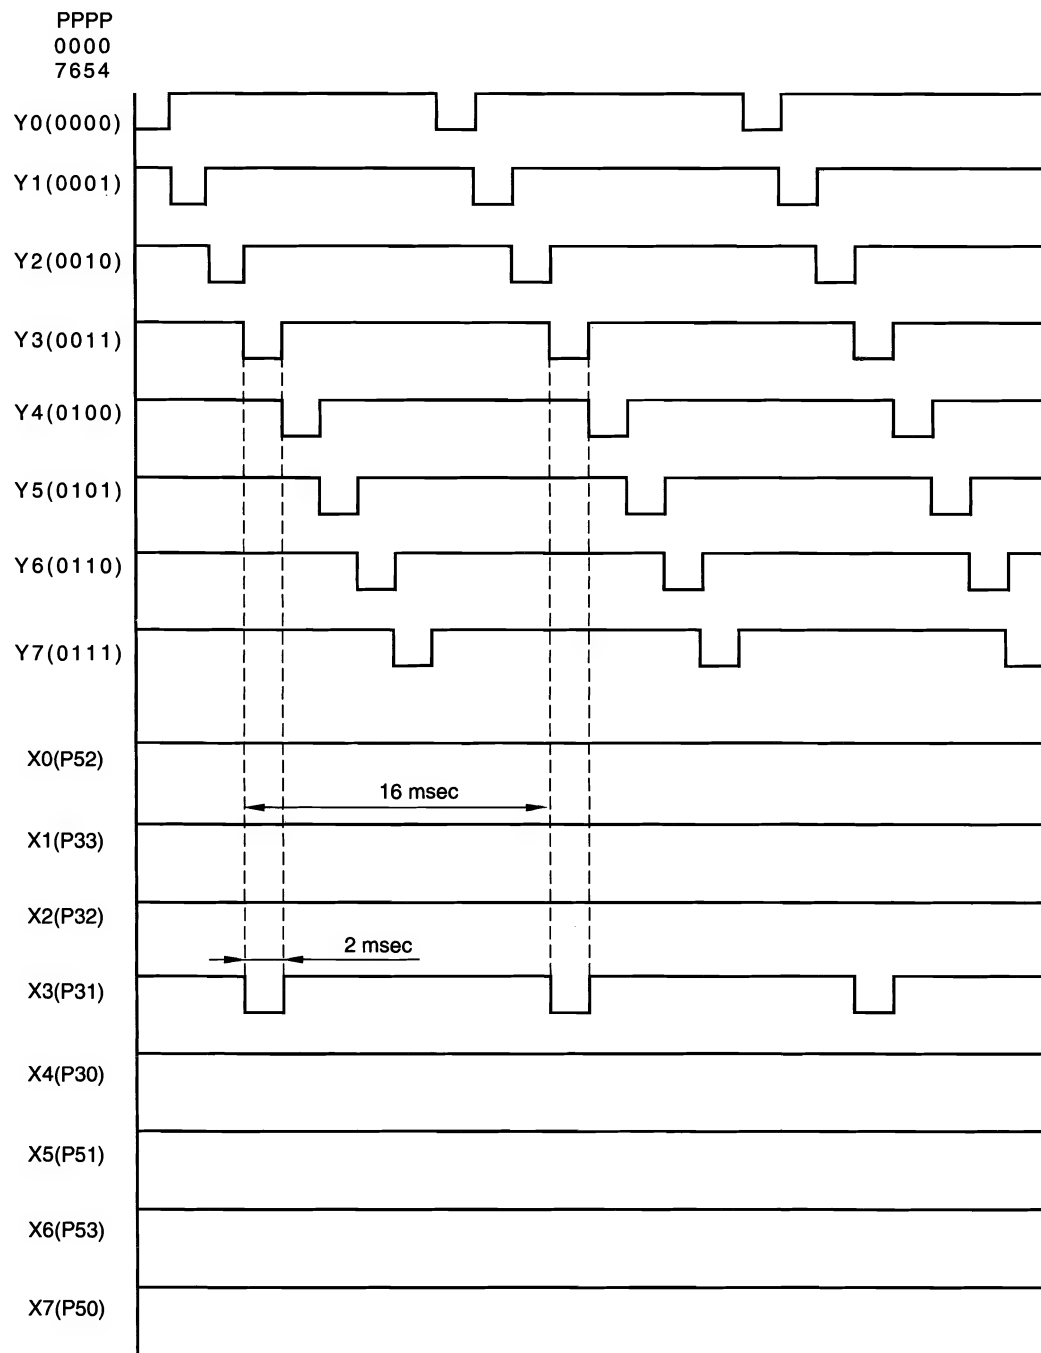 PPPP
0000
7654
Y0(0000)
Y1(0001)
Y2(0010)
Y3(0011)
Y4(0100)
Y5(0101)
Y6(0110)
Y7(0111)
X0(P52)
16 msec
X1(P33)
X2(P32)
2 msec
X3(P31)
X4(P30)
X5(P51)
X6(P53)
X7(P50)